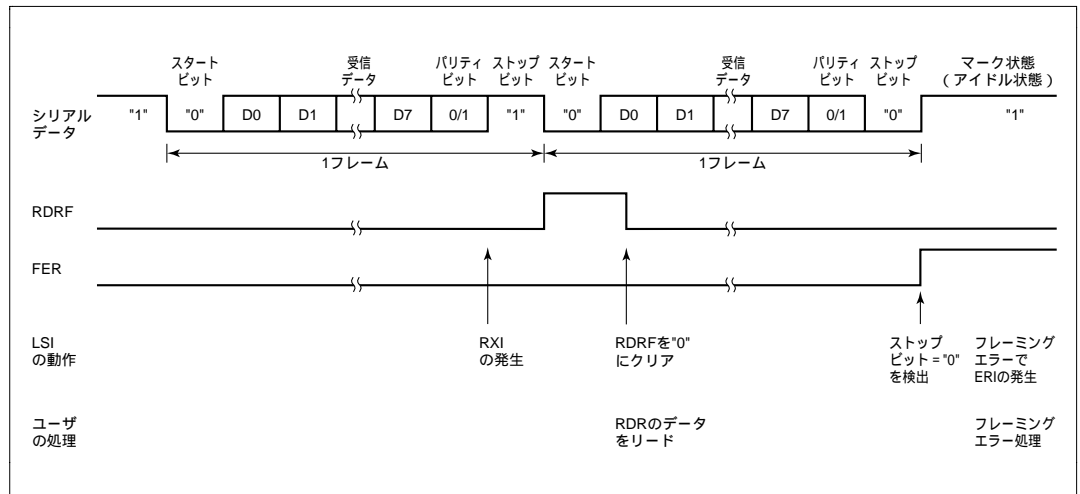 スタート
ビット
受信
データ
パリティ
ビット
ストップ
ビット
スタート
ビット
受信
データ
パリティ
ビット
ストップ
ビット
マーク状態
（アイドル状態）
シリアル
データ
"1"
"0"
D0
D1
D7
0/1
"1"
"0"
D0
D1
D7
0/1
"0"
"1"
1フレーム
1フレーム
RDRF
FER
LSI
の動作
RXI
の発生
RDRFを"0"
にクリア
ストップ
ビット="0"
を検出
フレーミング
エラーで
ERIの発生
ユーザ
の処理
RDRのデータ
をリード
フレーミング
エラー処理